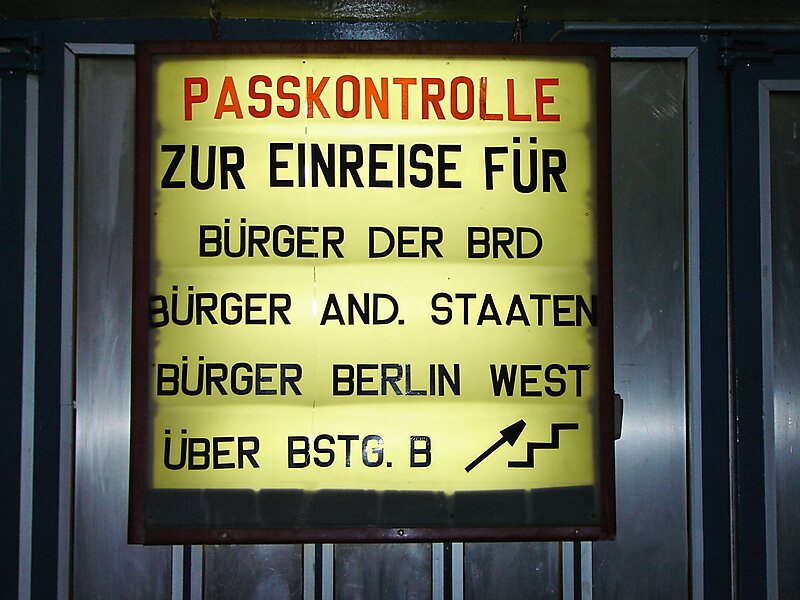 PASSKONTROLLE
ZUR EINREISE FÜR
BÜRGER DER BRD
BÜRGER AND. STAATEN
BÜRGER BERLIN WEST
ÜBER BSTG. B